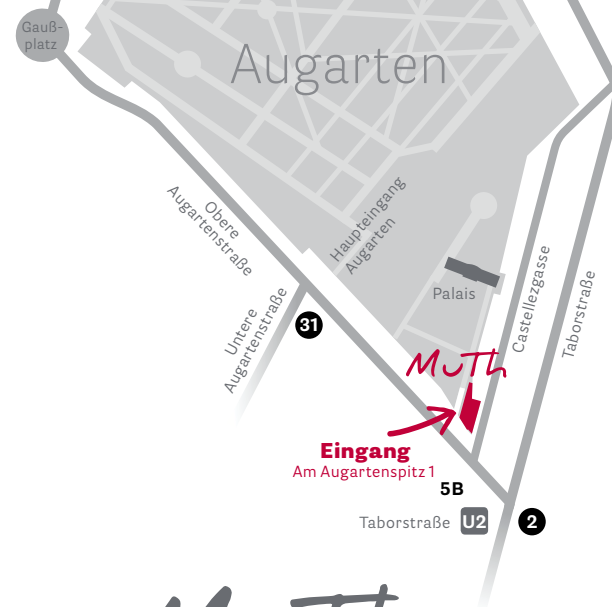 Gauß-
platz
Augarten
Obere
Augartenstraße
Haupteingang
Augarten
Untere
Augartenstraße
31
Palais
Castellezgasse
Taborstraße
MuTh
Eingang
Am Augartenspitz 1
5B
Taborstraße U2 2